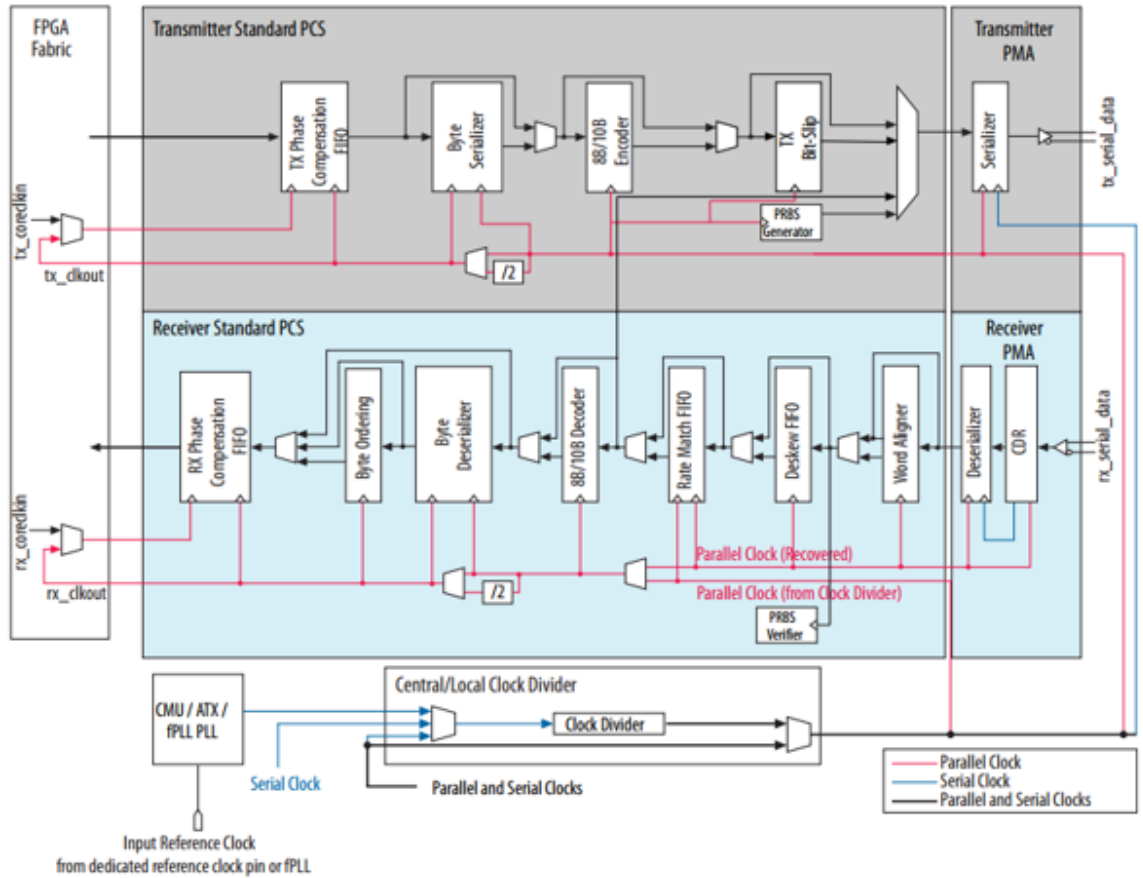 FPGA
Fabric
Transmitter Standard PCS
Transmitter
PMA
TX Phase
Compensation
FIFO
Byte
Serializer
8B/10B
Encoder
TX
Bit-Slip
PRBS
Generator
Serializer
tx_serial_data
tx_coreclkin
tx_clkout
/2
Receiver Standard PCS
Receiver
PMA
RX Phase
Compensation
FIFO
Byte Ordering
Byte
Deserializer
8B/10B Decoder
Rate Match FIFO
Deskew FIFO
Word Aligner
Deserializer
CDR
rx_serial_data
rx_coreclkin
rx_clkout
/2
Parallel Clock (Recovered)
Parallel Clock (from Clock Divider)
PRBS
Verifier
CMU / ATX /
fPLL PLL
Central/Local Clock Divider
Clock Divider
Serial Clock
Parallel and Serial Clocks
Input Reference Clock
from dedicated reference clock pin or fPLL
Parallel Clock
Serial Clock
Parallel and Serial Clocks